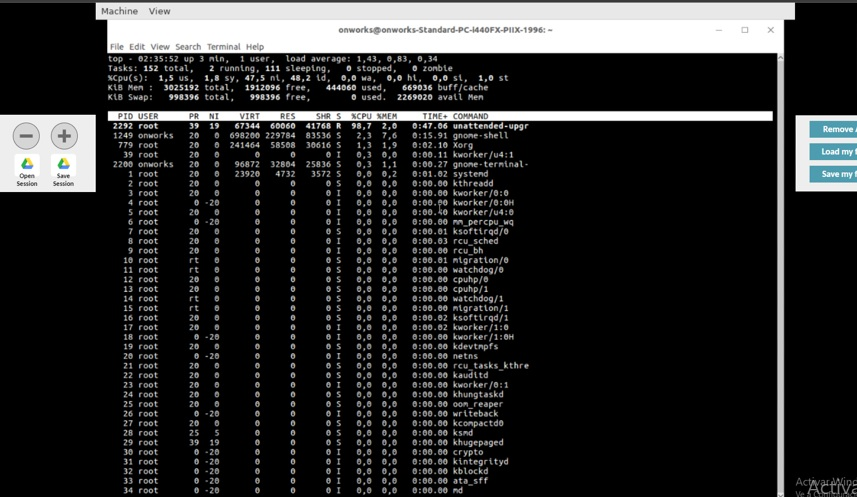 Machine View
onworks@onworks-Standard-PC-i440FX-PIIX-1996: ~
File Edit View Search Terminal Help
top - 02:35:52 up 3 min, 1 user, load average: 1,43, 0,83, 0,34
Tasks: 152 total, 2 running, 111 sleeping, 0 stopped, 0 zombie
%Cpu(s): 1,5 us, 1,8 sy, 47,5 ni, 48,2 id, 0,0 wa, 0,0 hi, 0,0 si, 1,0 st
KiB Mem : 3025192 total, 1912096 free, 444060 used, 669036 buff/cache
KiB Swap: 998396 total, 998396 free, 0 used. 2269020 avail Mem
PID USER PR NI VIRT RES SHR S %CPU %MEM TIME+ COMMAND
2292 root 39 19 67344 60060 41768 R 98,7 2,0 0:47.06 unattended-upgr
1249 onworks 20 0 698200 229784 83536 S 2,3 7,6 0:15.91 gnome-shell
779 root 20 0 241464 58508 30616 S 1,3 1,9 0:02.10 Xorg
39 root 20 0 0 0 0 I 0,3 0,0 0:00.11 kworker/u4:1
2200 onworks 20 0 96872 32804 25836 S 0,3 1,1 0:00.27 gnome-terminal-
1 root 20 0 23920 4732 3572 S 0,0 0,2 0:01.02 systemd
2 root 20 0 0 0 0 S 0,0 0,0 0:00.00 kthreadd
3 root 20 0 0 0 0 I 0,0 0,0 0:00.00 kworker/0:0
4 root 0 -20 0 0 0 I 0,0 0,0 0:00.00 kworker/0:0H
5 root 20 0 0 0 0 I 0,0 0,0 kworker/u4:0
6 root 0 -20 0 0 0 I 0,0 0,0 0:00.00 mm_percpu_wq
7 root 20 0 0 0 0 S 0,0 0,0 0:00.01 ksoftirqd/0
8 root 20 0 0 0 0 I 0,0 0,0 0:00.03 rcu_sched
9 root 20 0 0 0 0 I 0,0 0,0 0:00.00 rcu_bh
10 root rt 0 0 0 0 S 0,0 0,0 0:00.01 migration/0
11 root rt 0 0 0 0 S 0,0 0,0 0:00.00 watchdog/0
12 root 20 0 0 0 0 S 0,0 0,0 0:00.00 cpuhp/0
13 root 20 0 0 0 0 S 0,0 0,0 0:00.00 cpuhp/1
14 root rt 0 0 0 0 S 0,0 0,0 0:00.00 watchdog/1
15 root rt 0 0 0 0 S 0,0 0,0 0:00.00 migration/1
16 root 20 0 0 0 0 S 0,0 0,0 0:00.02 ksoftirqd/1
17 root 20 0 0 0 0 I 0,0 0,0 0:00.02 kworker/1:0
18 root 0 -20 0 0 0 I 0,0 0,0 0:00.00 kworker/1:0H
19 root 20 0 0 0 0 S 0,0 0,0 0:00.00 kdevtmpfs
20 root 0 -20 0 0 0 I 0,0 0,0 0:00.00 netns
21 root 20 0 0 0 0 S 0,0 0,0 0:00.00 rcu_tasks_kthre
22 root 20 0 0 0 0 S 0,0 0,0 0:00.00 kauditd
23 root 20 0 0 0 0 I 0,0 0,0 0:00.00 kworker/0:1
24 root 20 0 0 0 0 S 0,0 0,0 0:00.00 khungtaskd
25 root 20 0 0 0 0 S 0,0 0,0 0:00.00 oom_reaper
26 root 0 -20 0 0 0 I 0,0 0,0 0:00.00 writeback
27 root 20 0 0 0 0 S 0,0 0,0 0:00.00 kcompactd0
28 root 25 5 0 0 0 S 0,0 0,0 0:00.00 ksmd
29 root 39 19 0 0 0 S 0,0 0,0 0:00.00 khugepaged
30 root 0 -20 0 0 0 I 0,0 0,0 0:00.00 crypto
31 root 0 -20 0 0 0 I 0,0 0,0 0:00.00 kintegrityd
32 root 0 -20 0 0 0 I 0,0 0,0 0:00.00 kblockd
33 root 0 -20 0 0 0 I 0,0 0,0 0:00.00 ata_sff
34 root 0 -20 0 0 0 I 0,0 0,0 0:00.00 md
Open Session
Save Session
Remove
Load my
Save my
Activar Win
Activa